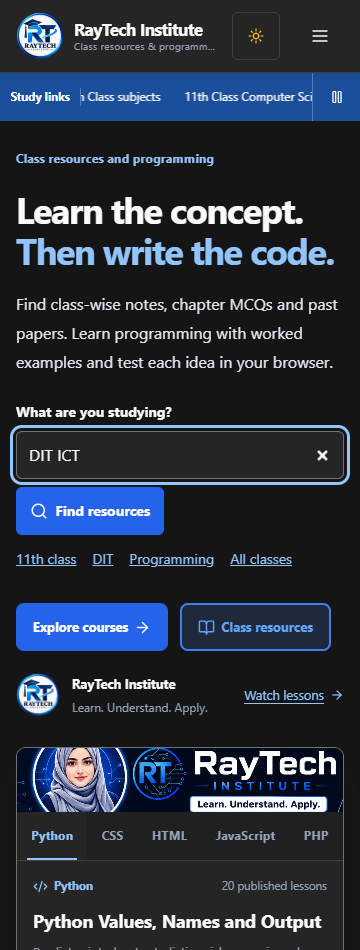 RayTech Institute
Class resources & programm...
Study links
Class subjects
11th Class Computer
Class resources and programming
Learn the concept.
Then write the code.
Find class-wise notes, chapter MCQs and past
papers. Learn programming with worked
examples and test each idea in your browser.
What are you studying?
DIT ICT
Find resources
11th class
DIT
Programming
All classes
Explore courses
Class resources
RT
RAYTECH
RayTech Institute
Learn. Understand. Apply.
Watch lessons
RT
RayTech
INSTITUTE
Learn. Understand. Apply.
Python
CSS
HTML
JavaScript
PHP
Python
20 published lessons
Python Values, Names and Output